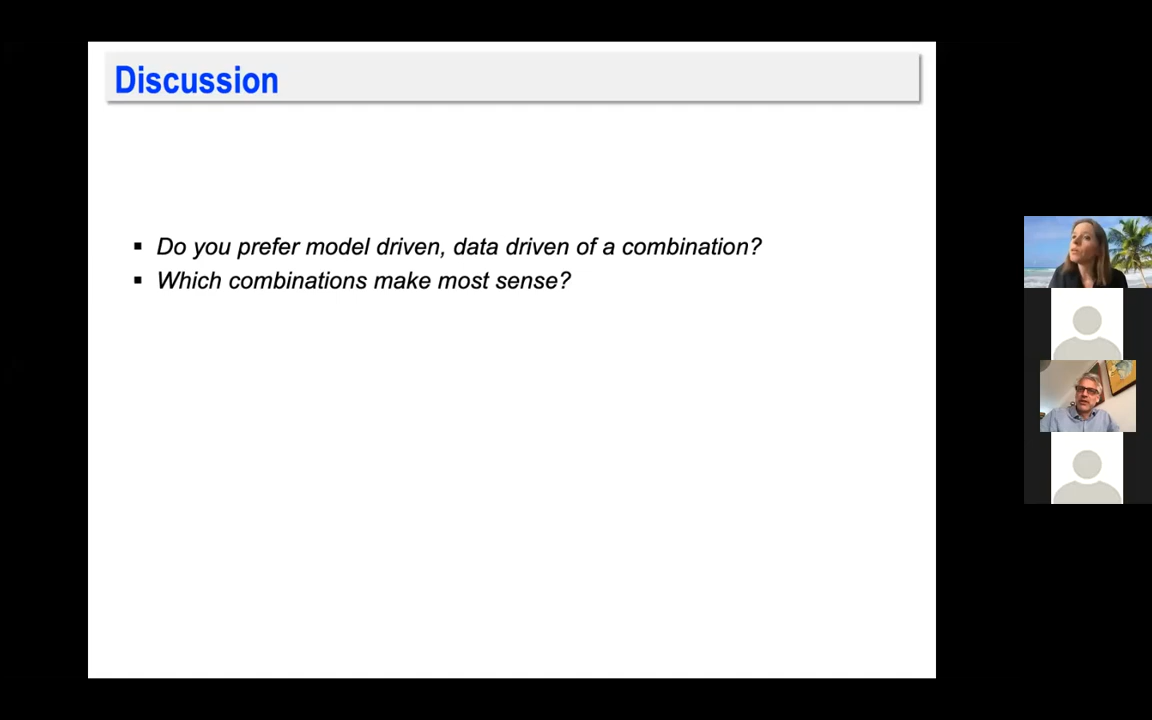 Discussion
Do you prefer model driven, data driven of a combination?
Which combinations make most sense?